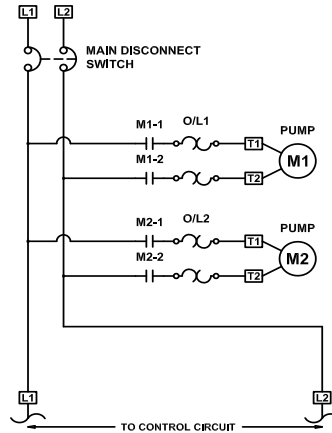 L1 L2
MAIN DISCONNECT
SWITCH
M1-1 O/L1 PUMP
T1
M1-2 M1
T2
M2-1 O/L2 PUMP
T1
M2-2 M2
T2
L1 L2
TO CONTROL CIRCUIT